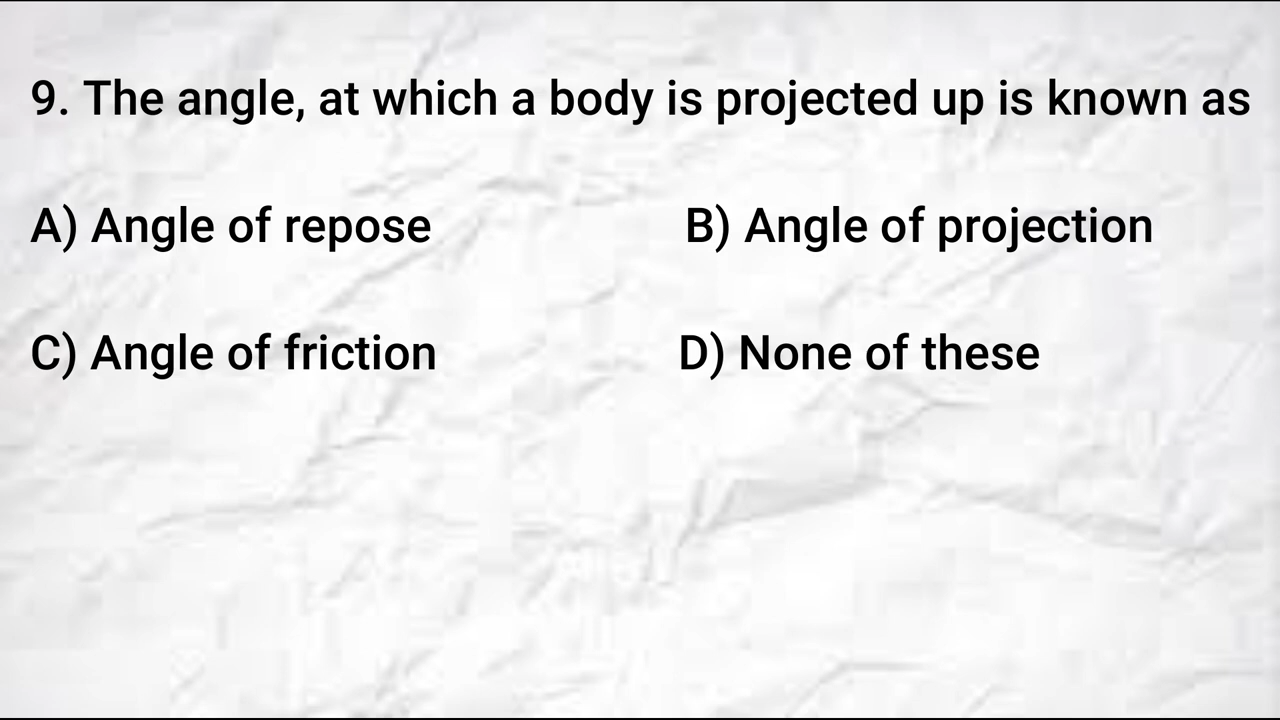 9. The angle, at which a body is projected up is known as
A) Angle of repose B) Angle of projection
C) Angle of friction D) None of these